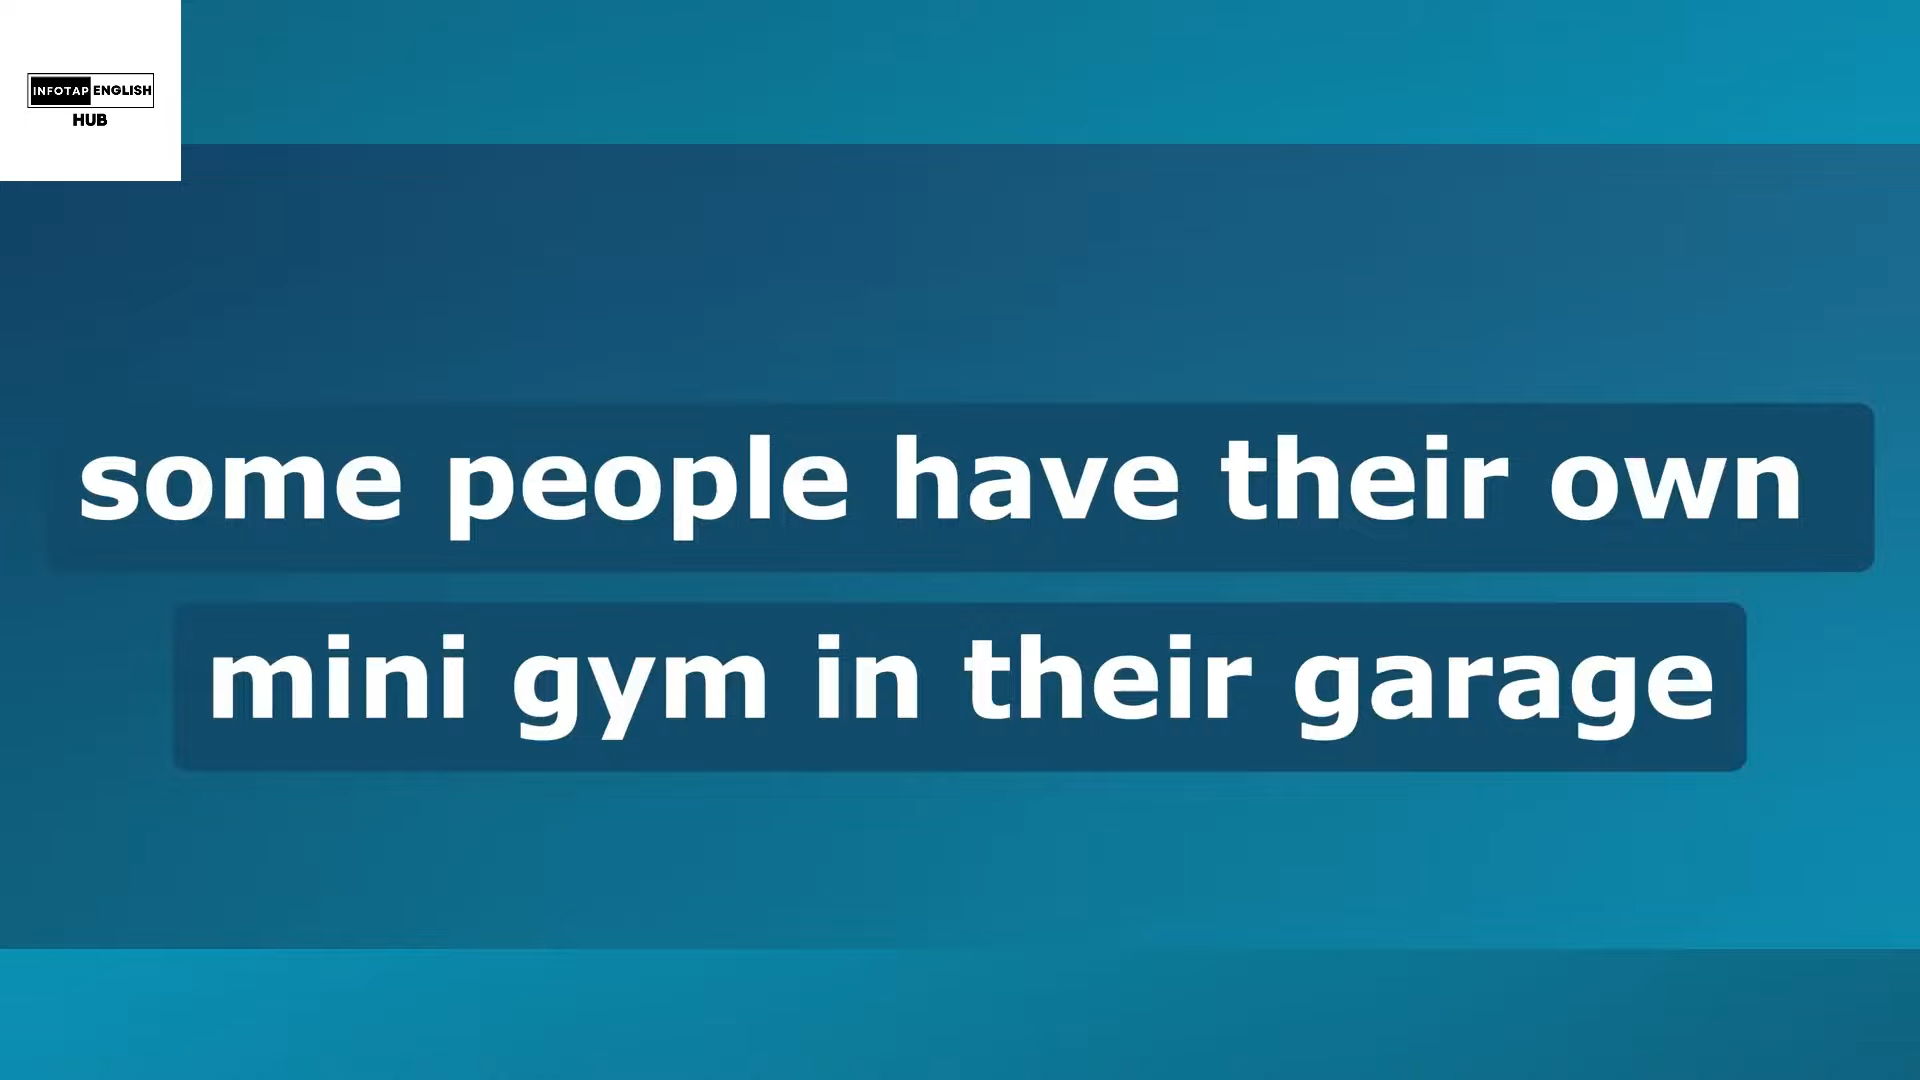 INFOTAP ENGLISH
HUB
some people have their own
mini gym in their garage